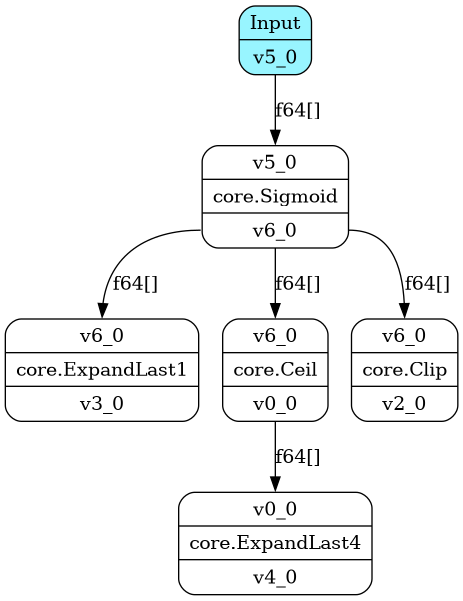 Input
v5_0
f64[]
v5_0
core.Sigmoid
v6_0
f64[]
f64[]
f64[]
v6_0
core.ExpandLast1
v3_0
v6_0
core.Ceil
v0_0
v6_0
core.Clip
v2_0
f64[]
v0_0
core.ExpandLast4
v4_0